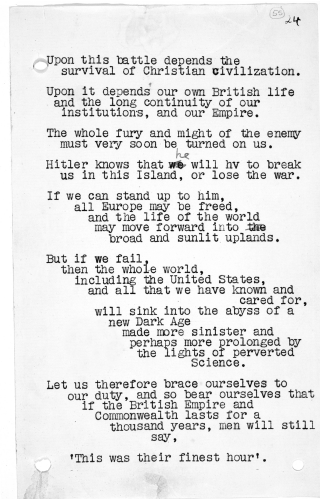 53
24
Upon this battle depends the
survival of Christian civilization.
Upon it depends our own British life
and the long continuity of our
institutions, and our Empire.
The whole fury and might of the enemy
must very soon be turned on us.
he
Hitler knows that we will hv to break
us in this Island, or lose the war.
If we can stand up to him,
all Europe may be freed,
and the life of the world
may move forward into the
broad and sunlit uplands.
But if we fail,
then the whole world,
including the United States,
and all that we have known and
cared for,
will sink into the abyss of a
new Dark Age
made more sinister and
perhaps more prolonged by
the lights of perverted
Science.
Let us therefore brace ourselves to
our duty, and so bear ourselves that
if the British Empire and
Commonwealth lasts for a
thousand years, men will still
say,
'This was their finest hour'.